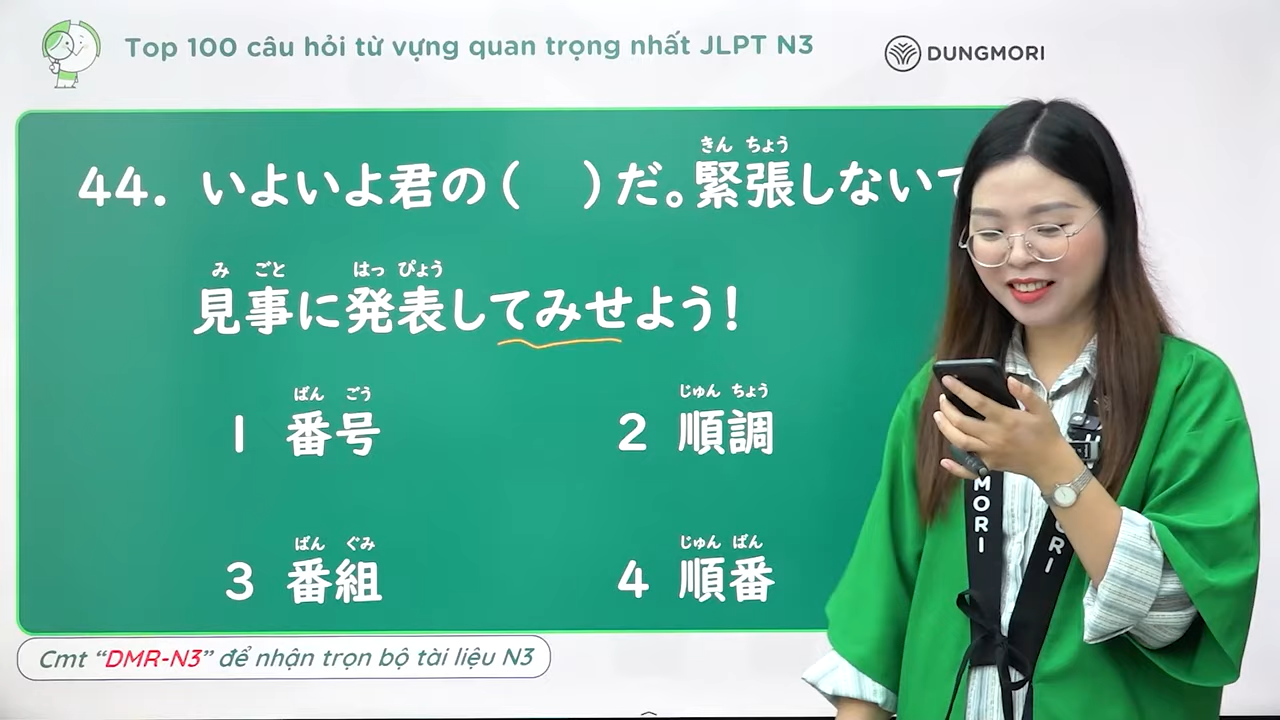 Top 100 câu hỏi từ vựng quan trọng nhất JLPT N3
DUNGMORI
きん ちょう
44. いよいよ君の( )だ。緊張しないで
み ごと はっ ぴょう
見事に発表してみせよう!
ばん ごう じゅん ちょう
1 番号 2 順調
ばん ぐみ じゅん ばん
3 番組 4 順番
Cmt “DMR-N3” để nhận trọn bộ tài liệu N3
MORI
ORI